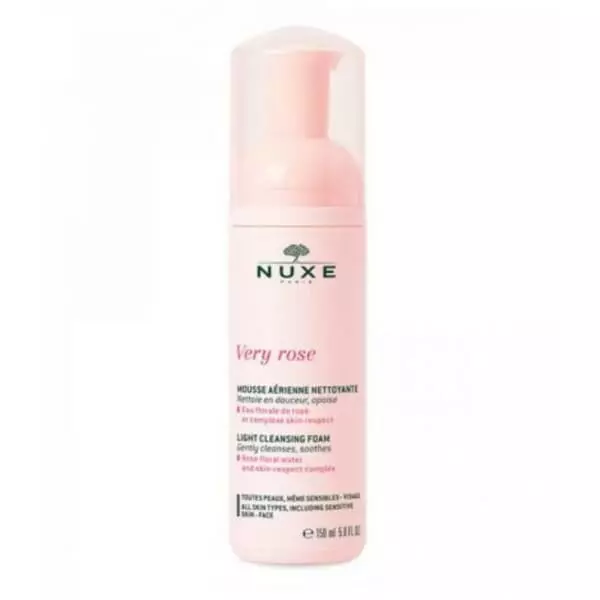 NUXE
PARIS
Very rose
MOUSSE AÉRIENNE NETTOYANTE
Nettoie en douceur, apaise
Eau florale de rose
et complexe skin-respect
LIGHT CLEANSING FOAM
Gently cleanses, soothes
Rose floral water
and skin-respect complex
TOUTES PEAUX, MÊME SENSIBLES - VISAGE
ALL SKIN TYPES, INCLUDING SENSITIVE
SKIN - FACE
℮ 150 ml 5.0 FL.OZ.